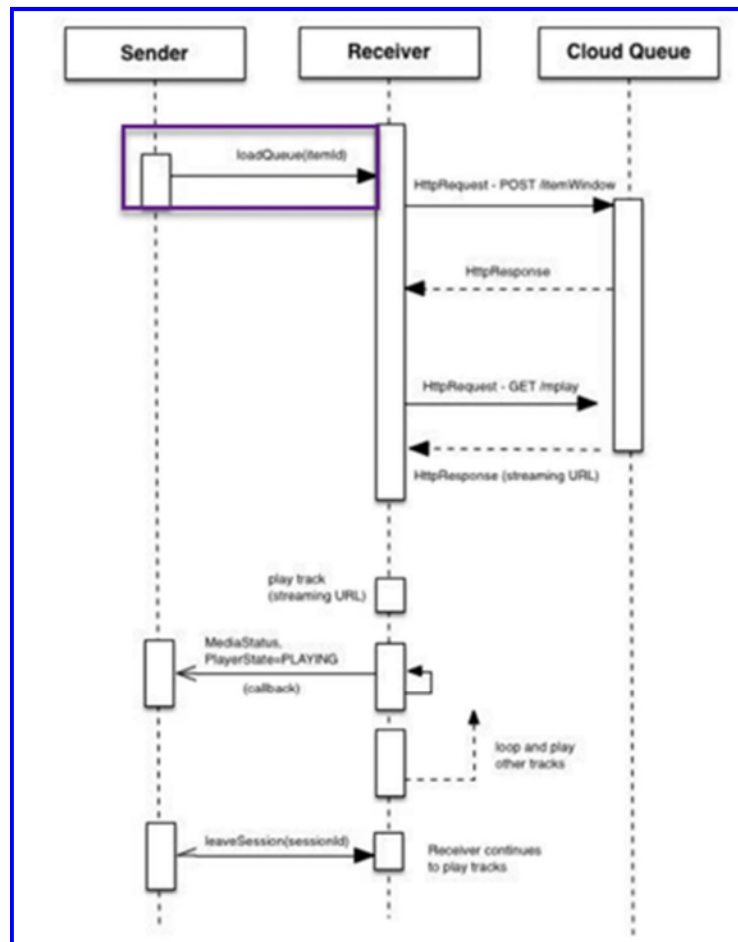 Sender
Receiver
Cloud Queue
loadQueue(itemId)
HttpRequest - POST /itemWindow
HttpResponse
HttpRequest - GET /mplay
HttpResponse (streaming URL)
play track
(streaming URL)
MediaStatus,
PlayerState=PLAYING
(callback)
loop and play
other tracks
leaveSession(sessionId)
Receiver continues
to play tracks